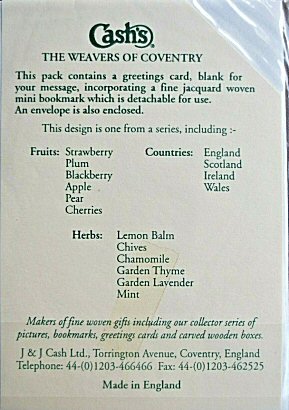 Cash's®
THE WEAVERS OF COVENTRY
This pack contains a greetings card, blank for
your message, incorporating a fine jacquard woven
mini bookmark which is detachable for use.
An envelope is also enclosed.
This design is one from a series, including :-
Fruits: Strawberry
Plum
Blackberry
Apple
Pear
Cherries
Countries: England
Scotland
Ireland
Wales
Herbs: Lemon Balm
Chives
Chamomile
Garden Thyme
Garden Lavender
Mint
Makers of fine woven gifts including our collector series of
pictures, bookmarks, greetings cards and carved wooden boxes.
J & J Cash Ltd., Torrington Avenue, Coventry, England
Telephone: 44-(0)1203-466466 Fax: 44-(0)1203-462525
Made in England